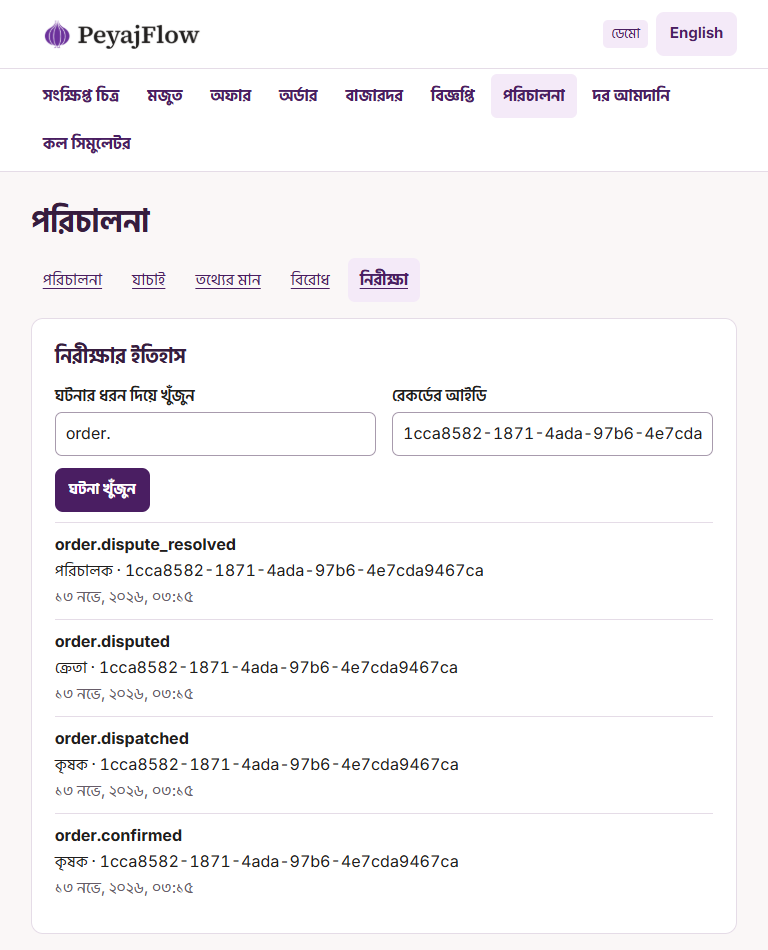 PeyajFlow
ডেমো
English
সংক্ষিপ্ত চিত্র
মজুত
অফার
অর্ডার
বাজারদর
বিজ্ঞপ্তি
পরিচালনা
দর আমদানি
কল সিমুলেটর
পরিচালনা
পরিচালনা
যাচাই
তথ্যের মান
বিরোধ
নিরীক্ষা
নিরীক্ষার ইতিহাস
ঘটনার ধরন দিয়ে খুঁজুন
রেকর্ডের আইডি
order.
1cca8582-1871-4ada-97b6-4e7cda
ঘটনা খুঁজুন
order.dispute_resolved
পরিচালক · 1cca8582-1871-4ada-97b6-4e7cda9467ca
১৩ নভে, ২০২৬, ০৩:১৫
order.disputed
ক্রেতা · 1cca8582-1871-4ada-97b6-4e7cda9467ca
১৩ নভে, ২০২৬, ০৩:১৫
order.dispatched
কৃষক · 1cca8582-1871-4ada-97b6-4e7cda9467ca
১৩ নভে, ২০২৬, ০৩:১৫
order.confirmed
কৃষক · 1cca8582-1871-4ada-97b6-4e7cda9467ca
১৩ নভে, ২০২৬, ০৩:১৫